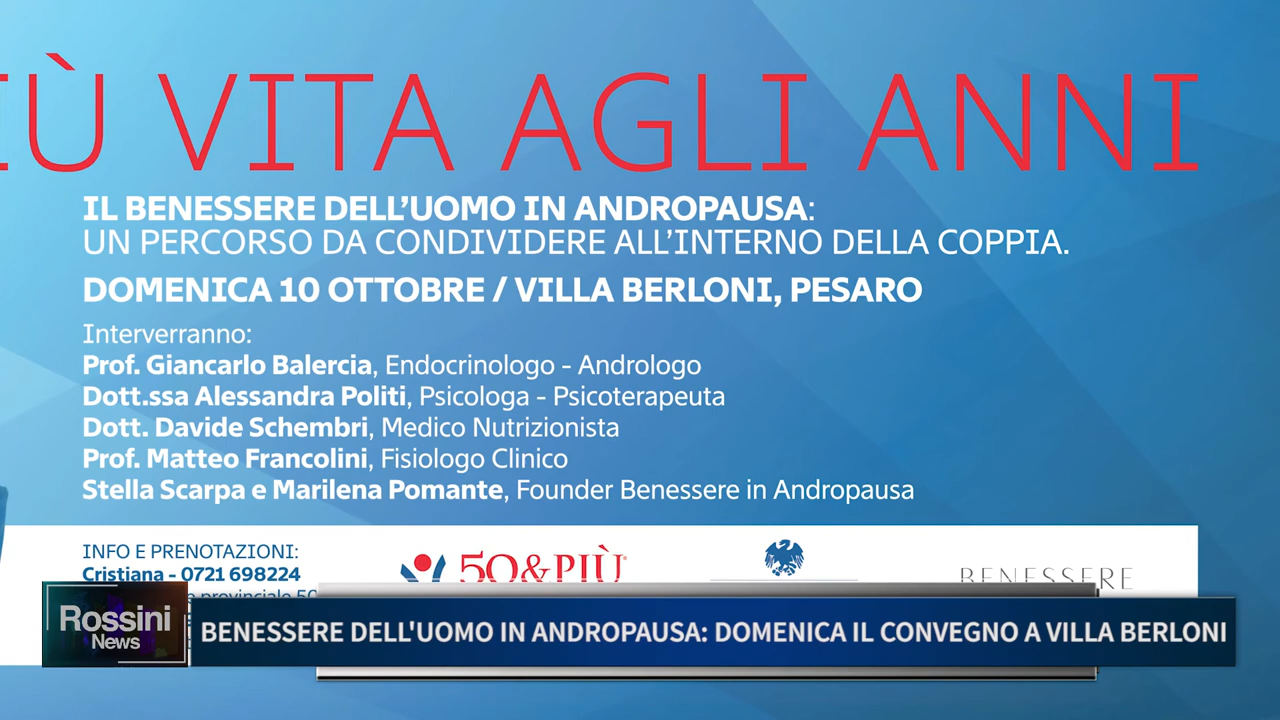 IÙ VITA AGLI ANNI
IL BENESSERE DELL'UOMO IN ANDROPAUSA:
UN PERCORSO DA CONDIVIDERE ALL'INTERNO DELLA COPPIA.
DOMENICA 10 OTTOBRE / VILLA BERLONI, PESARO
Interverranno:
Prof. Giancarlo Balercia, Endocrinologo - Andrologo
Dott.ssa Alessandra Politi, Psicologa - Psicoterapeuta
Dott. Davide Schembri, Medico Nutrizionista
Prof. Matteo Francolini, Fisiologo Clinico
Stella Scarpa e Marilena Pomante, Founder Benessere in Andropausa
INFO E PRENOTAZIONI:
Cristiana - 0721 698224
provinciale 50
50&PIÙ
BENESSERE
Rossini
News
BENESSERE DELL'UOMO IN ANDROPAUSA: DOMENICA IL CONVEGNO A VILLA BERLONI